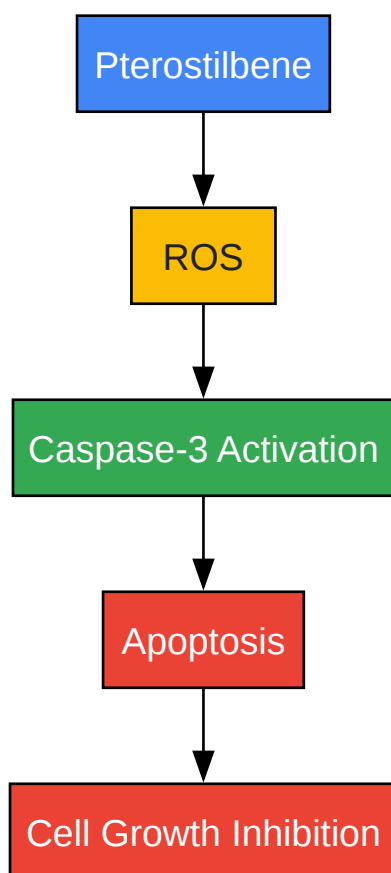 Pterostilbene
ROS
Caspase-3 Activation
Apoptosis
Cell Growth Inhibition